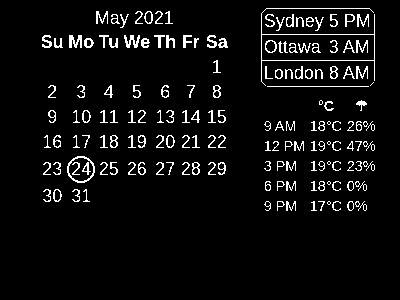 May 2021
Su Mo Tu We Th Fr Sa
1
2 3 4 5 6 7 8
9 10 11 12 13 14 15
16 17 18 19 20 21 22
23 24 25 26 27 28 29
30 31
Sydney 5 PM
Ottawa 3 AM
London 8 AM
°C ☂
9 AM 18°C 26%
12 PM 19°C 47%
3 PM 19°C 23%
6 PM 18°C 0%
9 PM 17°C 0%